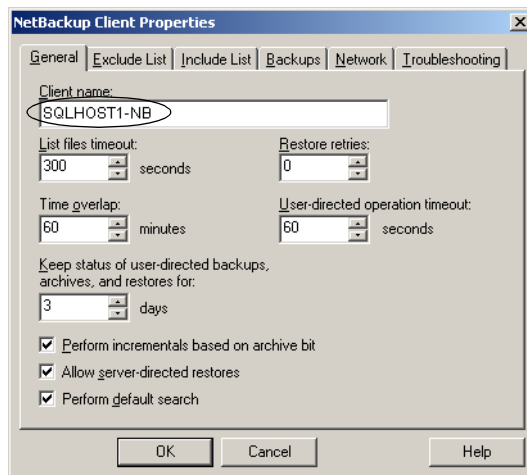 NetBackup Client Properties
General Exclude List Include List Backups Network Troubleshooting
Client name:
SQLHOST1-NB
List files timeout: Restore retries:
300 seconds 0
Time overlap: User-directed operation timeout:
60 minutes 60 seconds
Keep status of user-directed backups,
archives, and restores for:
3 days
Perform incrementals based on archive bit
Allow server-directed restores
Perform default search
OK Cancel Help